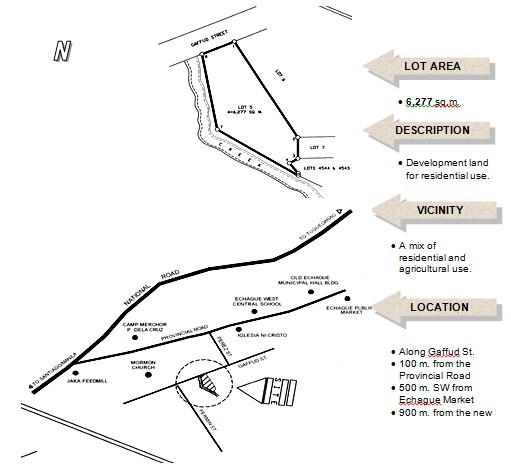 N
GAFFUD STREET
LOT 6
LOT 5
A=6,277 SQ. M.
CREEK
LOT 7
LOTS 4544 & 4543
LOT AREA
• 6,277 sq.m.
DESCRIPTION
• Development land
for residential use.
VICINITY
• A mix of
residential and
agricultural use.
LOCATION
• Along Gaffud St.
• 100 m. from the
Provincial Road
• 500 m. SW from
Echague Market
• 900 m. from the new
TO TUGUEGARAO
NATIONAL ROAD
OLD ECHAGUE
MUNICIPAL HALL BLDG
ECHAGUE WEST
CENTRAL SCHOOL
ECHAGUE PUBLIC
MARKET
CAMP MERCHOR
P. DELA CRUZ
PROVINCIAL ROAD
IGLESIA NI CRISTO
PEREZ ST
GAFFUD ST.
MORMON
CHURCH
JAKA FEEDMILL
SITE
FERMIN ST